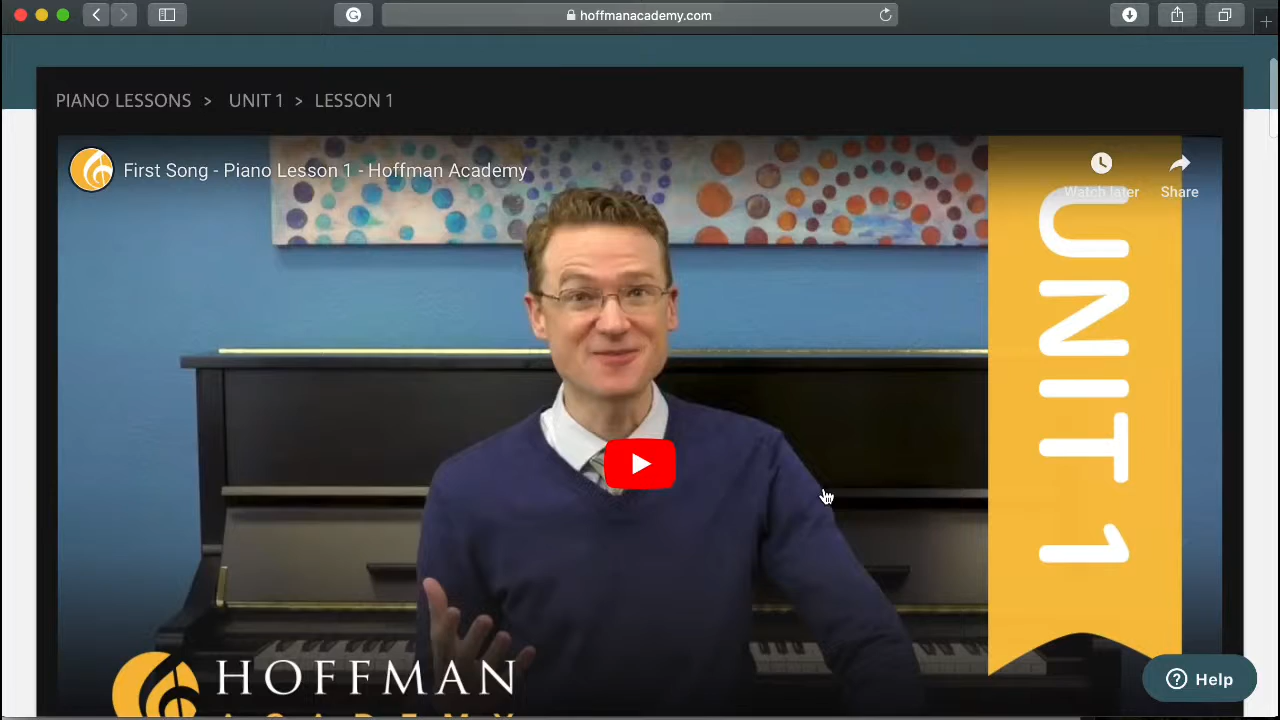 hoffmanacademy.com
PIANO LESSONS > UNIT 1 > LESSON 1
First Song - Piano Lesson 1 - Hoffman Academy
Watch later
Share
UNIT 1
HOFFMAN
ACADEMY
Help